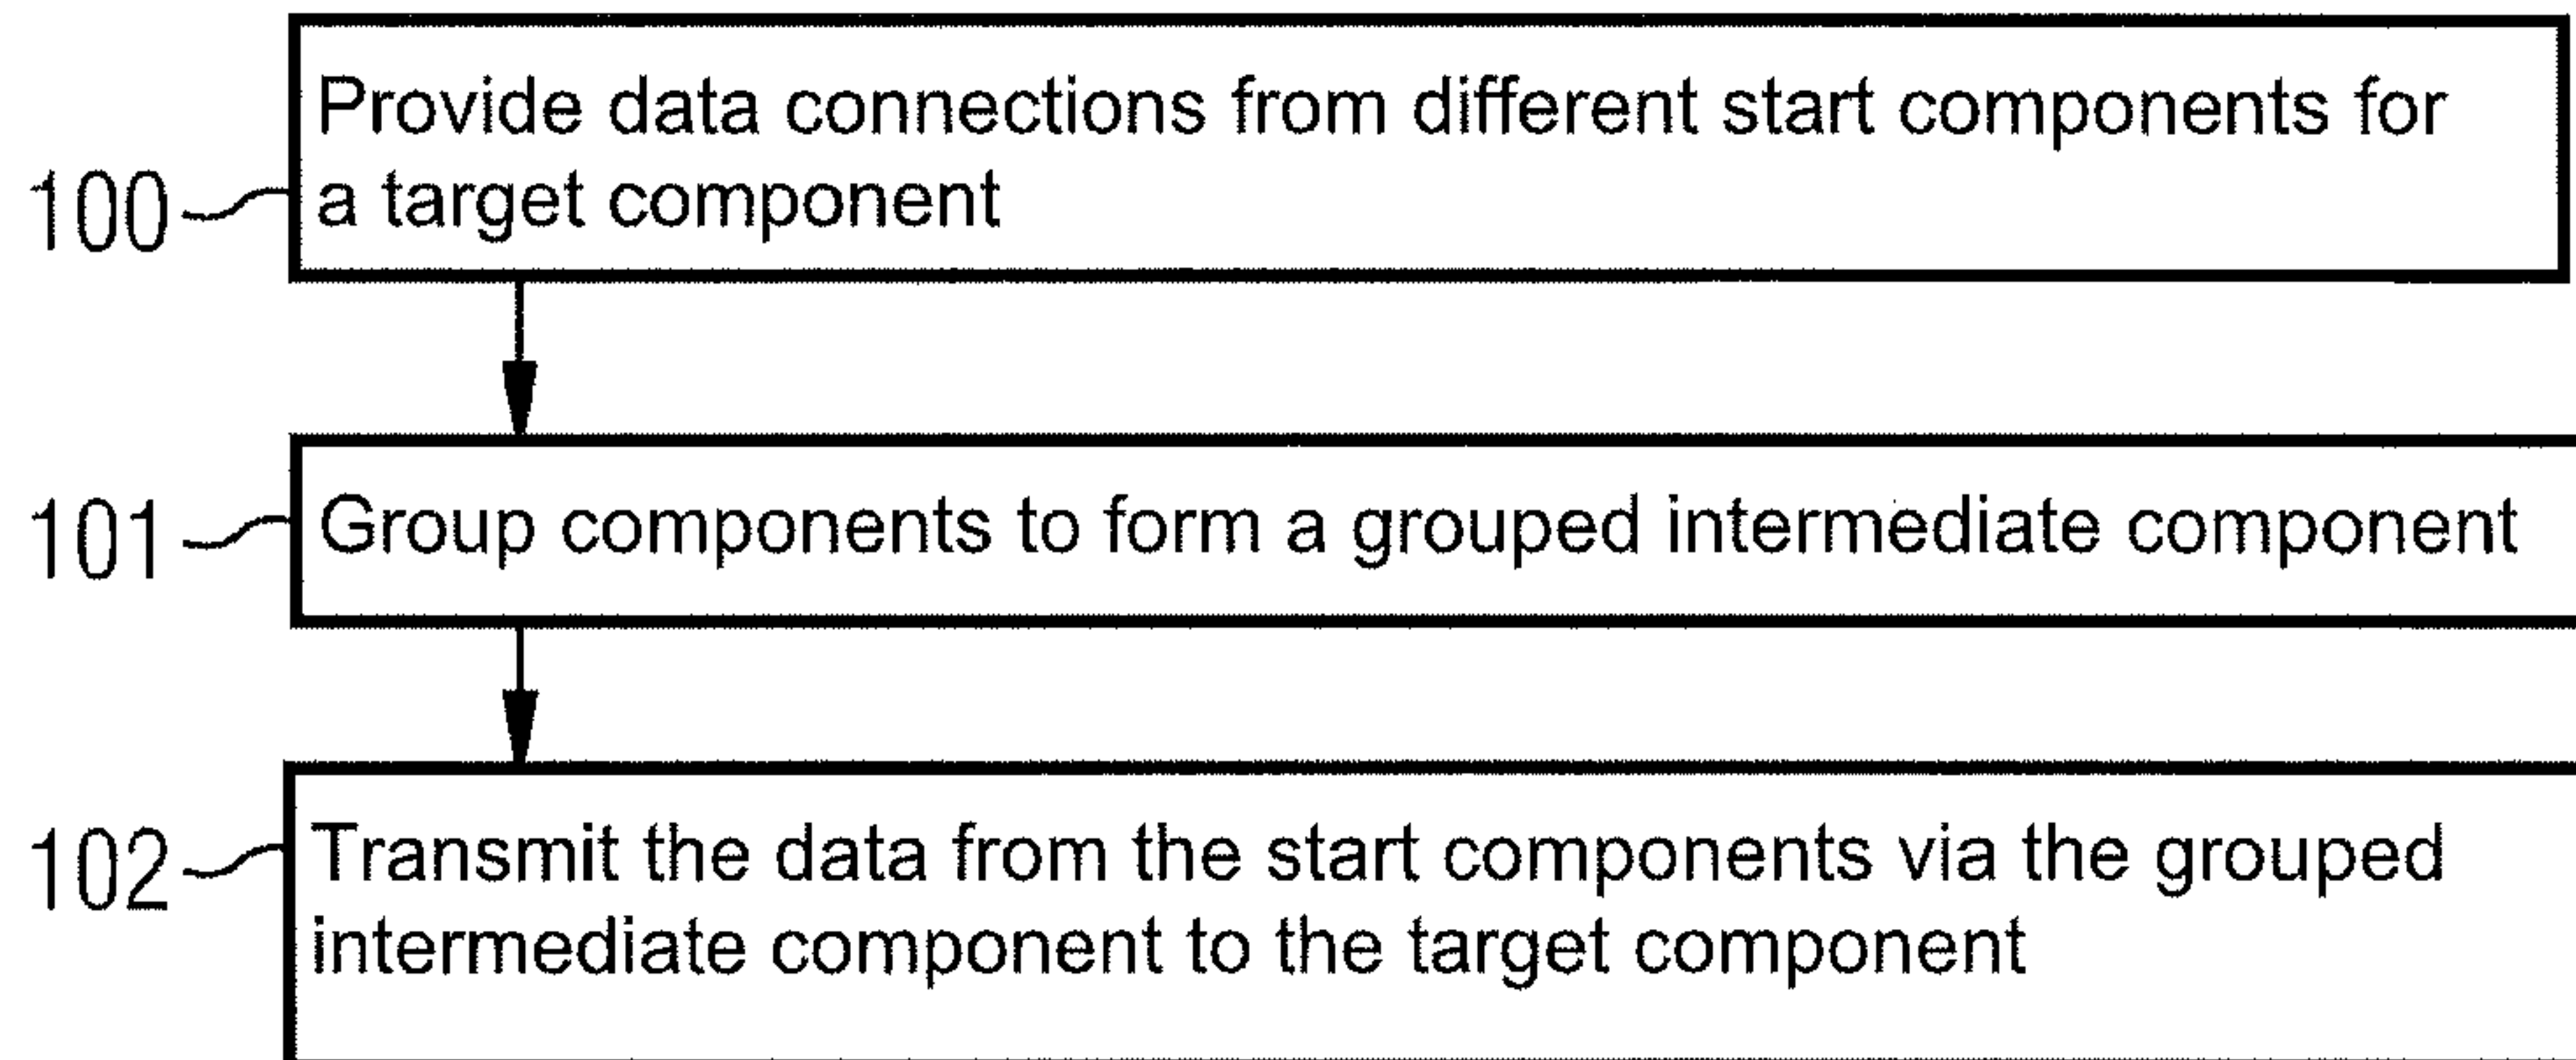 Provide data connections from different start components for
100 a target component
101 Group components to form a grouped intermediate component
102 Transmit the data from the start components via the grouped
intermediate component to the target component